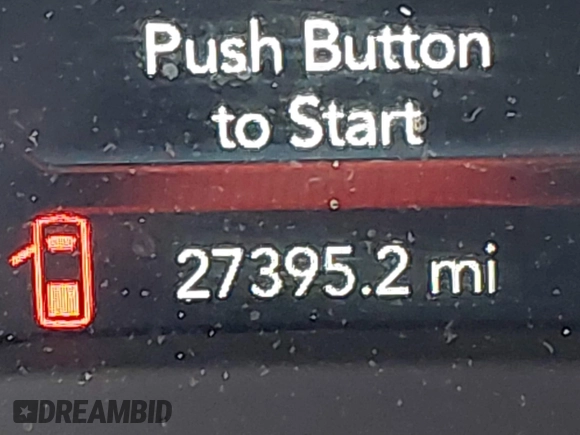 Push Button
to Start
27395.2 mi
DREAMBID